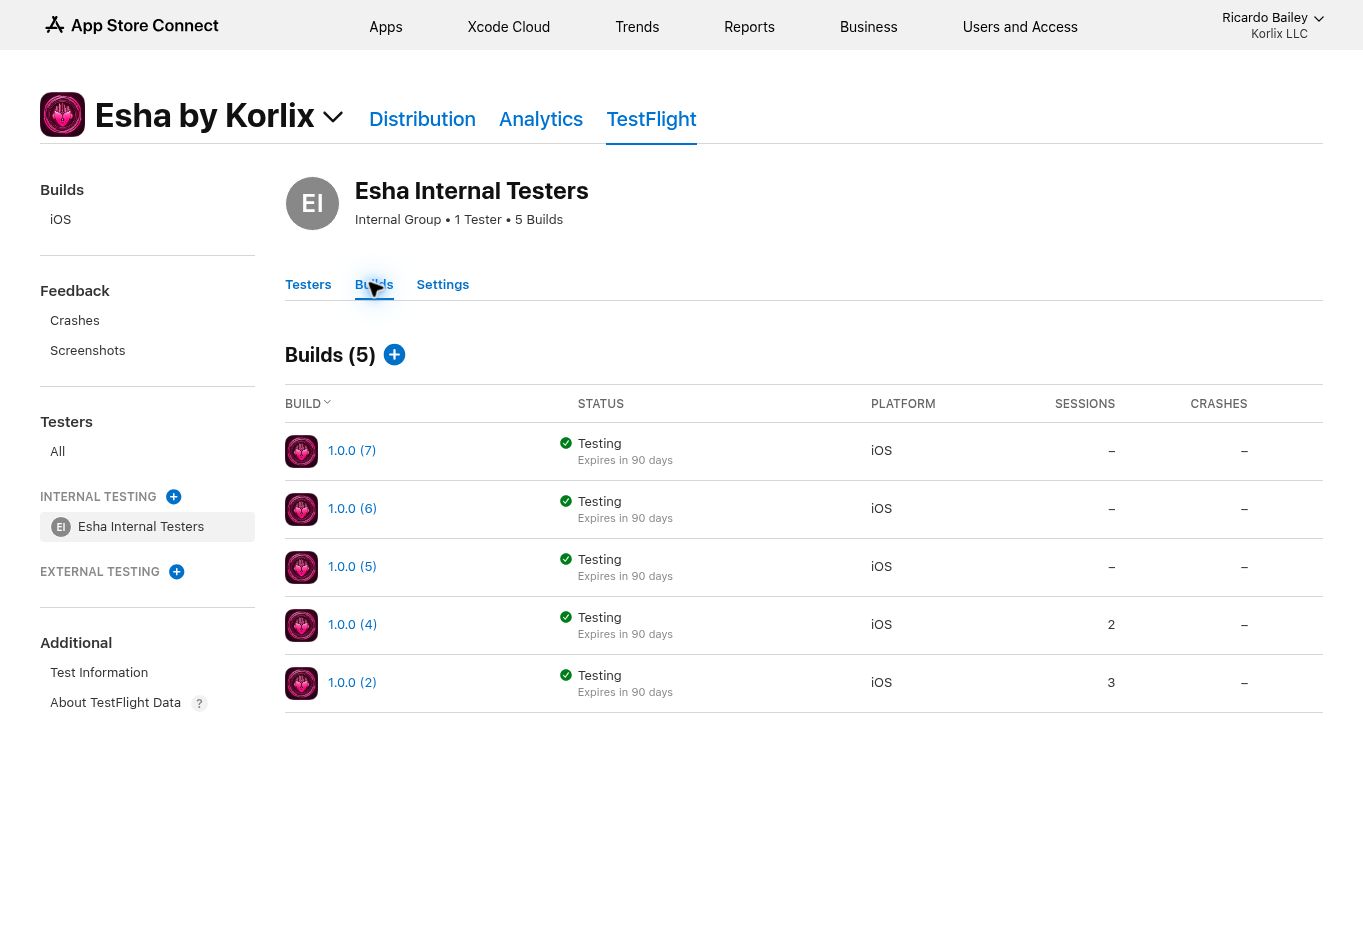 App Store Connect
Apps
Xcode Cloud
Trends
Reports
Business
Users and Access
Ricardo Bailey
Korlix LLC
Esha by Korlix
Distribution
Analytics
TestFlight
Builds
iOS
Feedback
Crashes
Screenshots
Testers
All
INTERNAL TESTING
EI Esha Internal Testers
EXTERNAL TESTING
Additional
Test Information
About TestFlight Data ?
EI
Esha Internal Testers
Internal Group • 1 Tester • 5 Builds
Testers
Builds
Settings
Builds (5)
BUILD STATUS PLATFORM SESSIONS CRASHES
1.0.0 (7) Testing iOS – –
Expires in 90 days
1.0.0 (6) Testing iOS – –
Expires in 90 days
1.0.0 (5) Testing iOS – –
Expires in 90 days
1.0.0 (4) Testing iOS 2 –
Expires in 90 days
1.0.0 (2) Testing iOS 3 –
Expires in 90 days